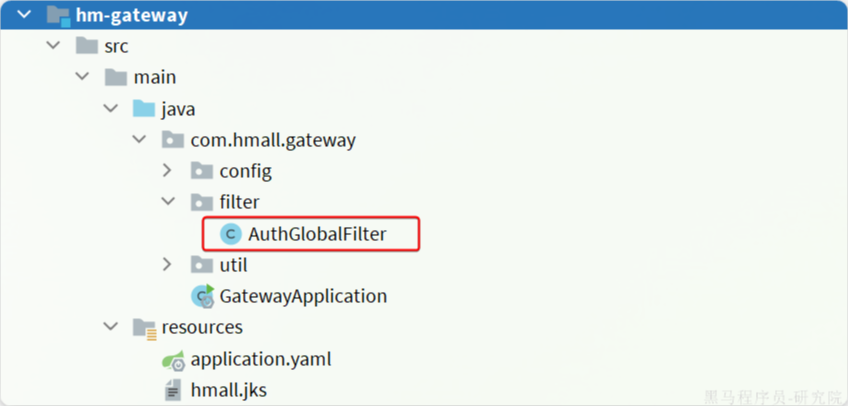 hm-gateway
src
main
java
com.hmall.gateway
config
filter
C AuthGlobalFilter
util
GatewayApplication
resources
application.yaml
hmall.jks
黑马程序员-研究院